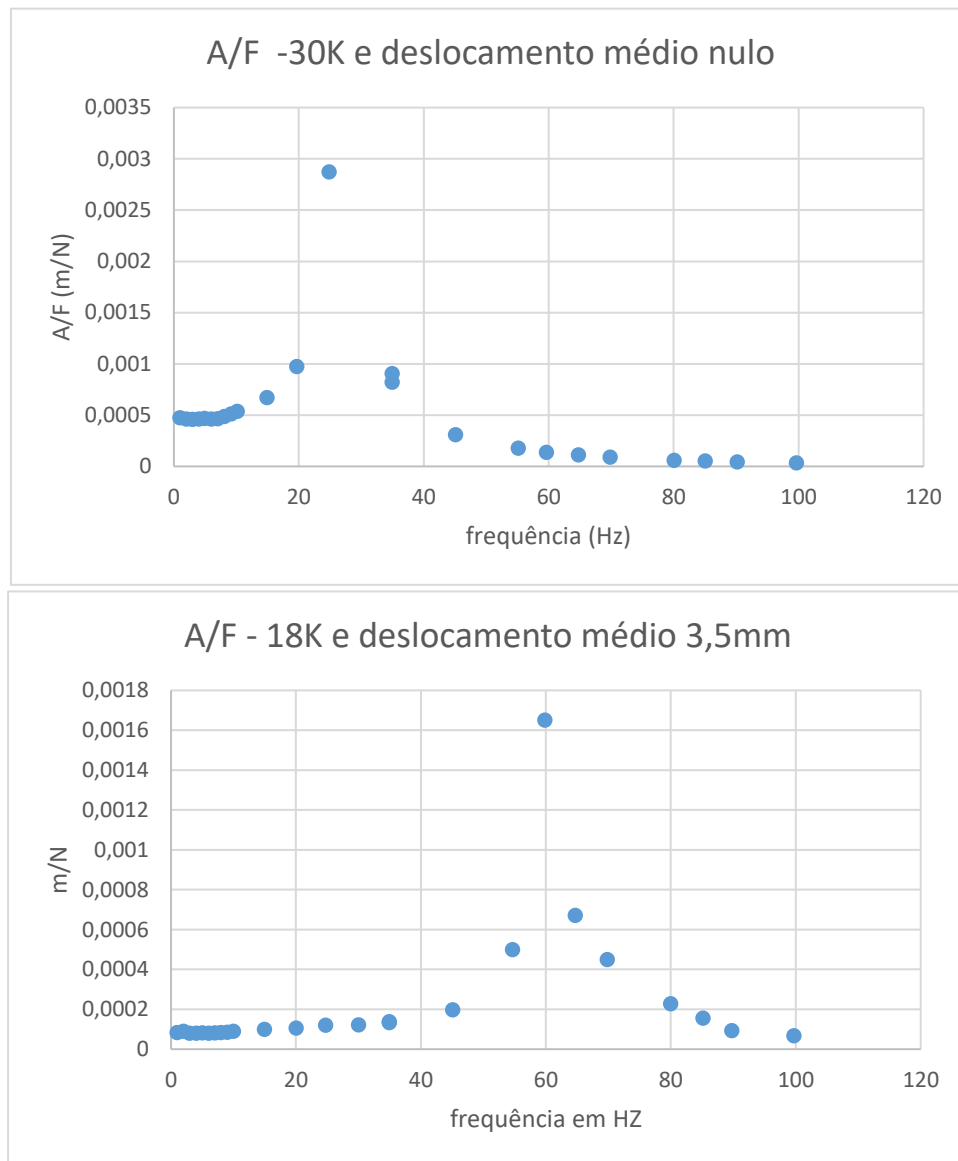 A/F -30K e deslocamento médio nulo
0,0035
0,003
0,0025
0,002
0,0015
0,001
0,0005
0
A/F (m/N)
0 20 40 60 80 100 120
frequência (Hz)
A/F - 18K e deslocamento médio 3,5mm
0,0018
0,0016
0,0014
0,0012
0,001
0,0008
0,0006
0,0004
0,0002
0
m/N
0 20 40 60 80 100 120
frequência em HZ